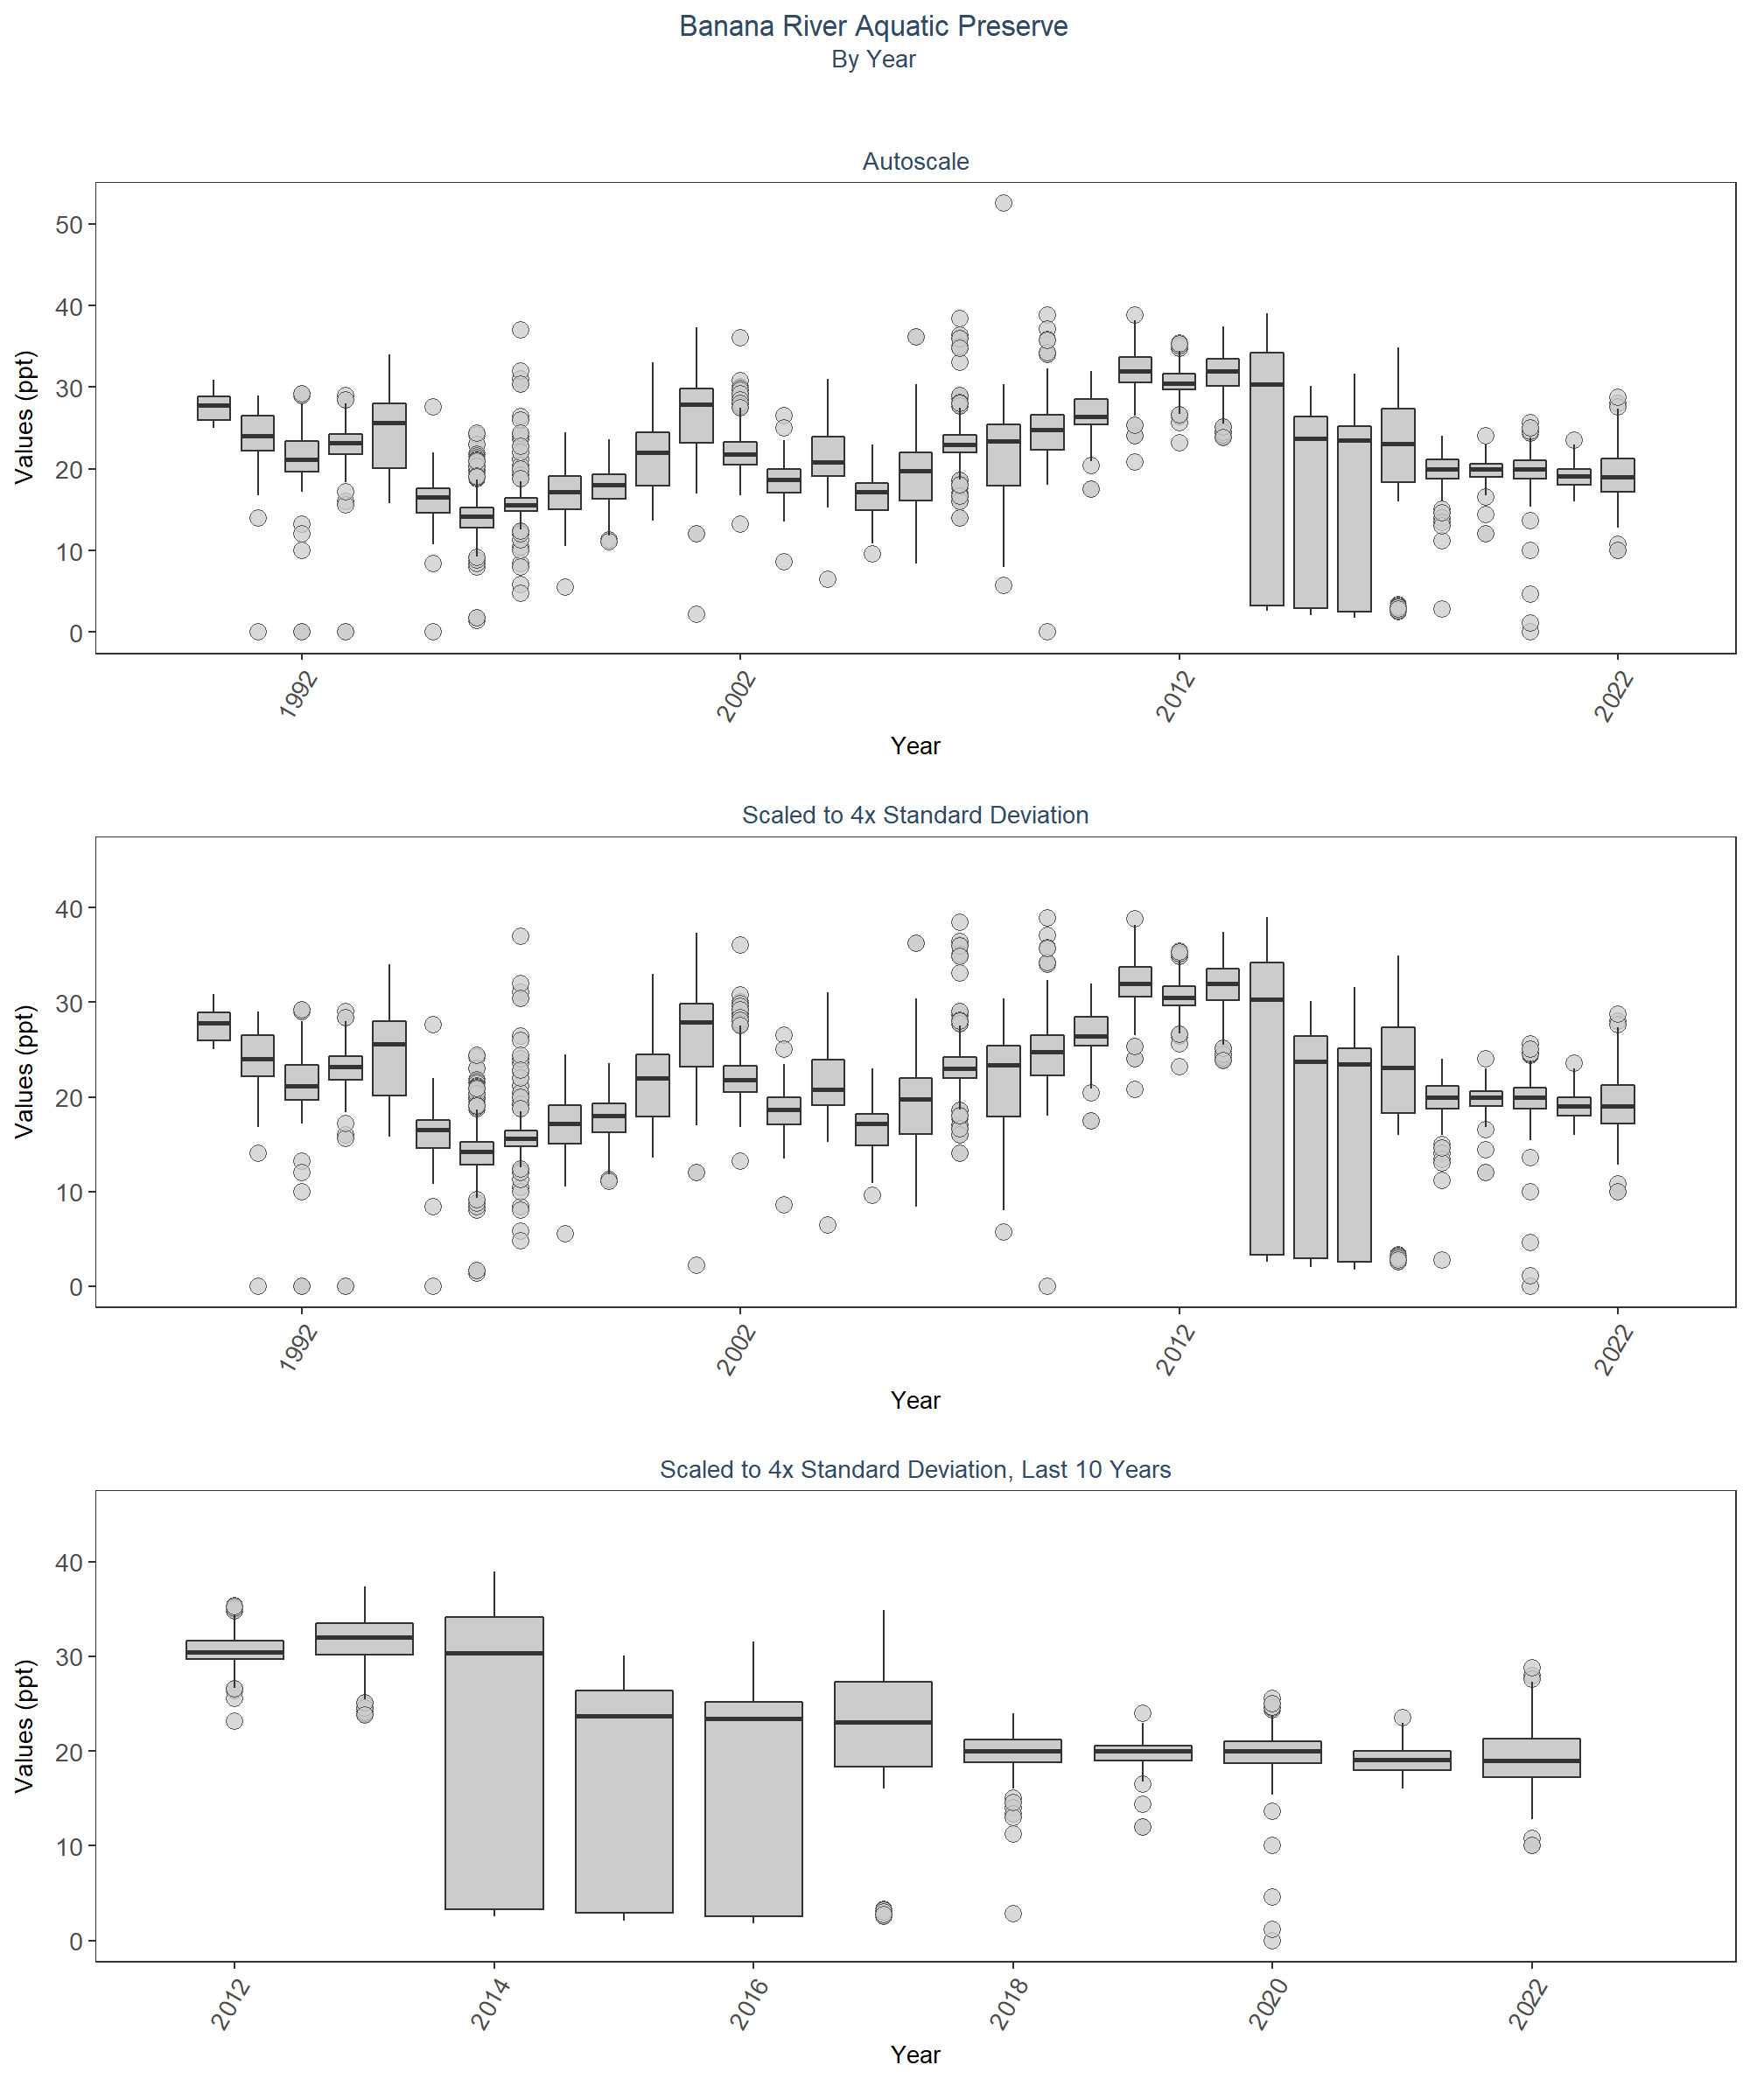 Banana River Aquatic Preserve
By Year
Autoscale
Values (ppt)
50
40
30
20
10
0
1992
2002
2012
2022
Year
Scaled to 4x Standard Deviation
Values (ppt)
40
30
20
10
0
1992
2002
2012
2022
Year
Scaled to 4x Standard Deviation, Last 10 Years
Values (ppt)
40
30
20
10
0
2012
2014
2016
2018
2020
2022
Year